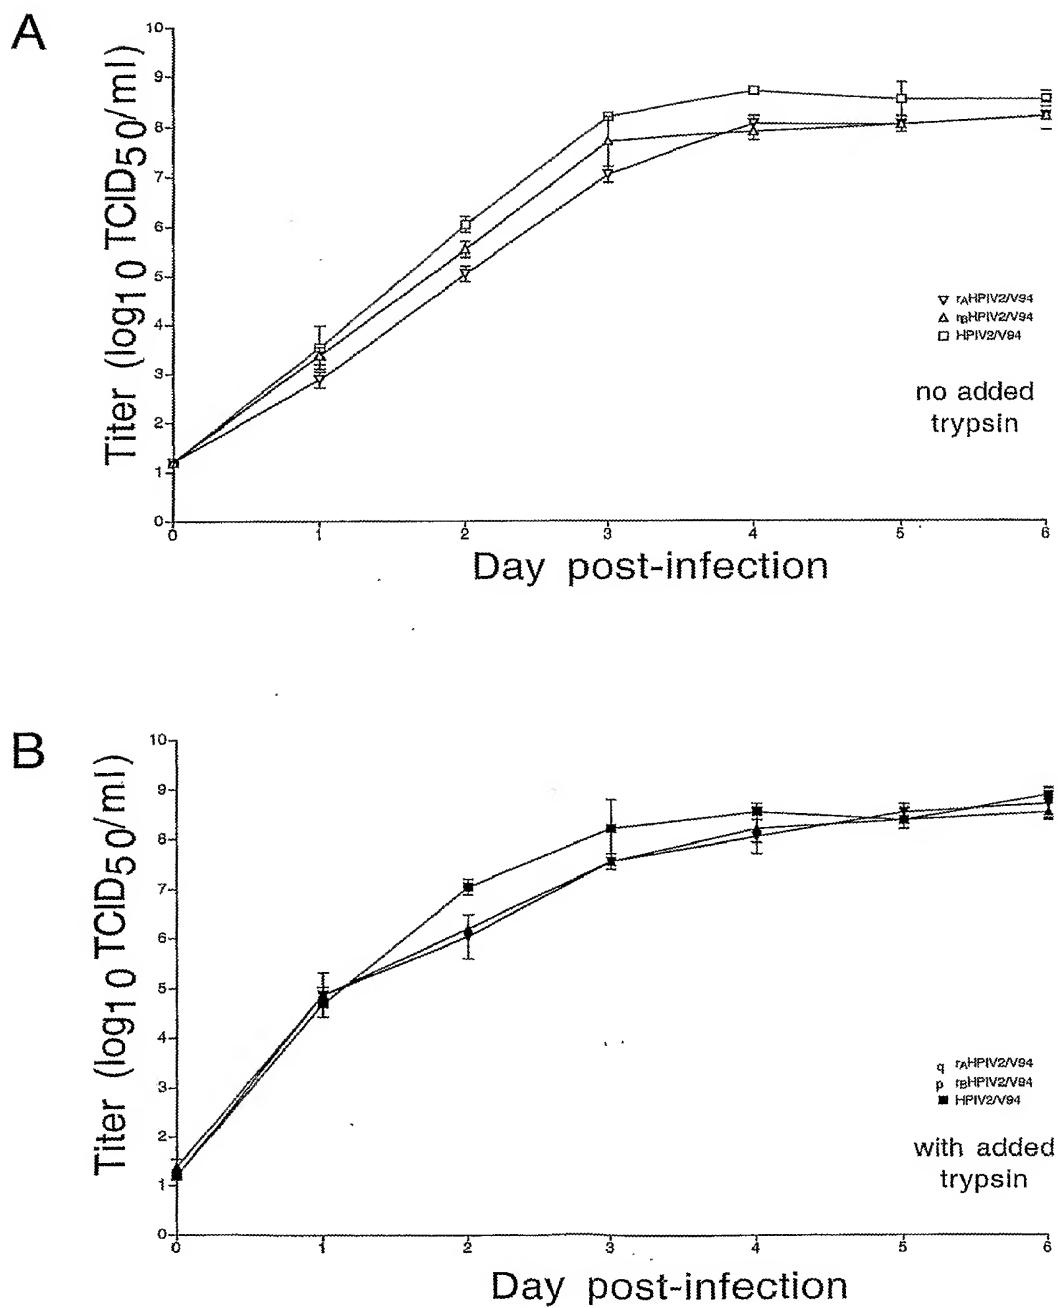 A
Titer (log10 TCID50/ml)
10
9
8
7
6
5
4
3
2
1
0
0 1 2 3 4 5 6
Day post-infection
rAHPIV2/V94
rBHPIV2/V94
HPIV2/V94
no added
trypsin
B
Titer (log10 TCID50/ml)
10
9
8
7
6
5
4
3
2
1
0
0 1 2 3 4 5 6
Day post-infection
q rAHPIV2/V94
p rBHPIV2/V94
HPIV2/V94
with added
trypsin